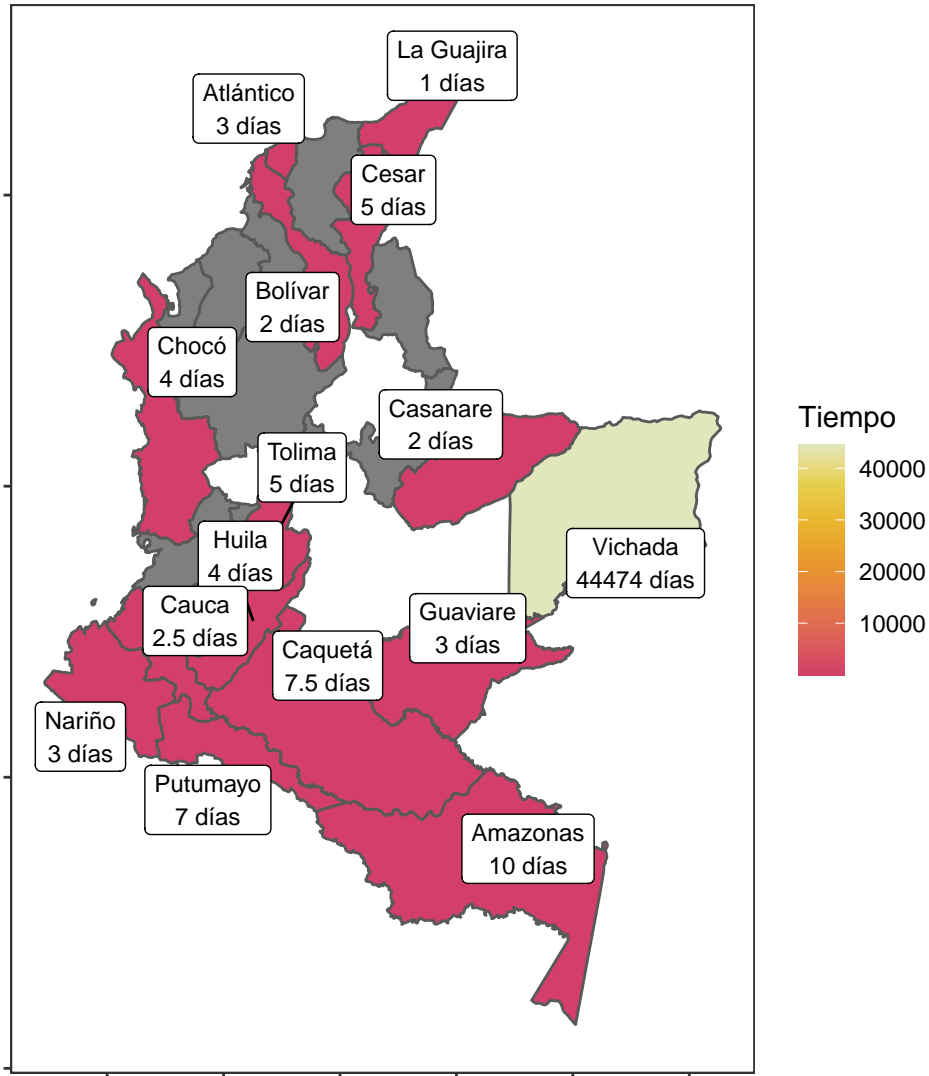 La Guajira
1 días
Atlántico
3 días
Cesar
5 días
Bolívar
2 días
Chocó
4 días
Casanare
2 días
Tolima
5 días
Huila
4 días
Vichada
44474 días
Cauca
2.5 días
Guaviare
3 días
Caquetá
7.5 días
Nariño
3 días
Putumayo
7 días
Amazonas
10 días
Tiempo
40000
30000
20000
10000